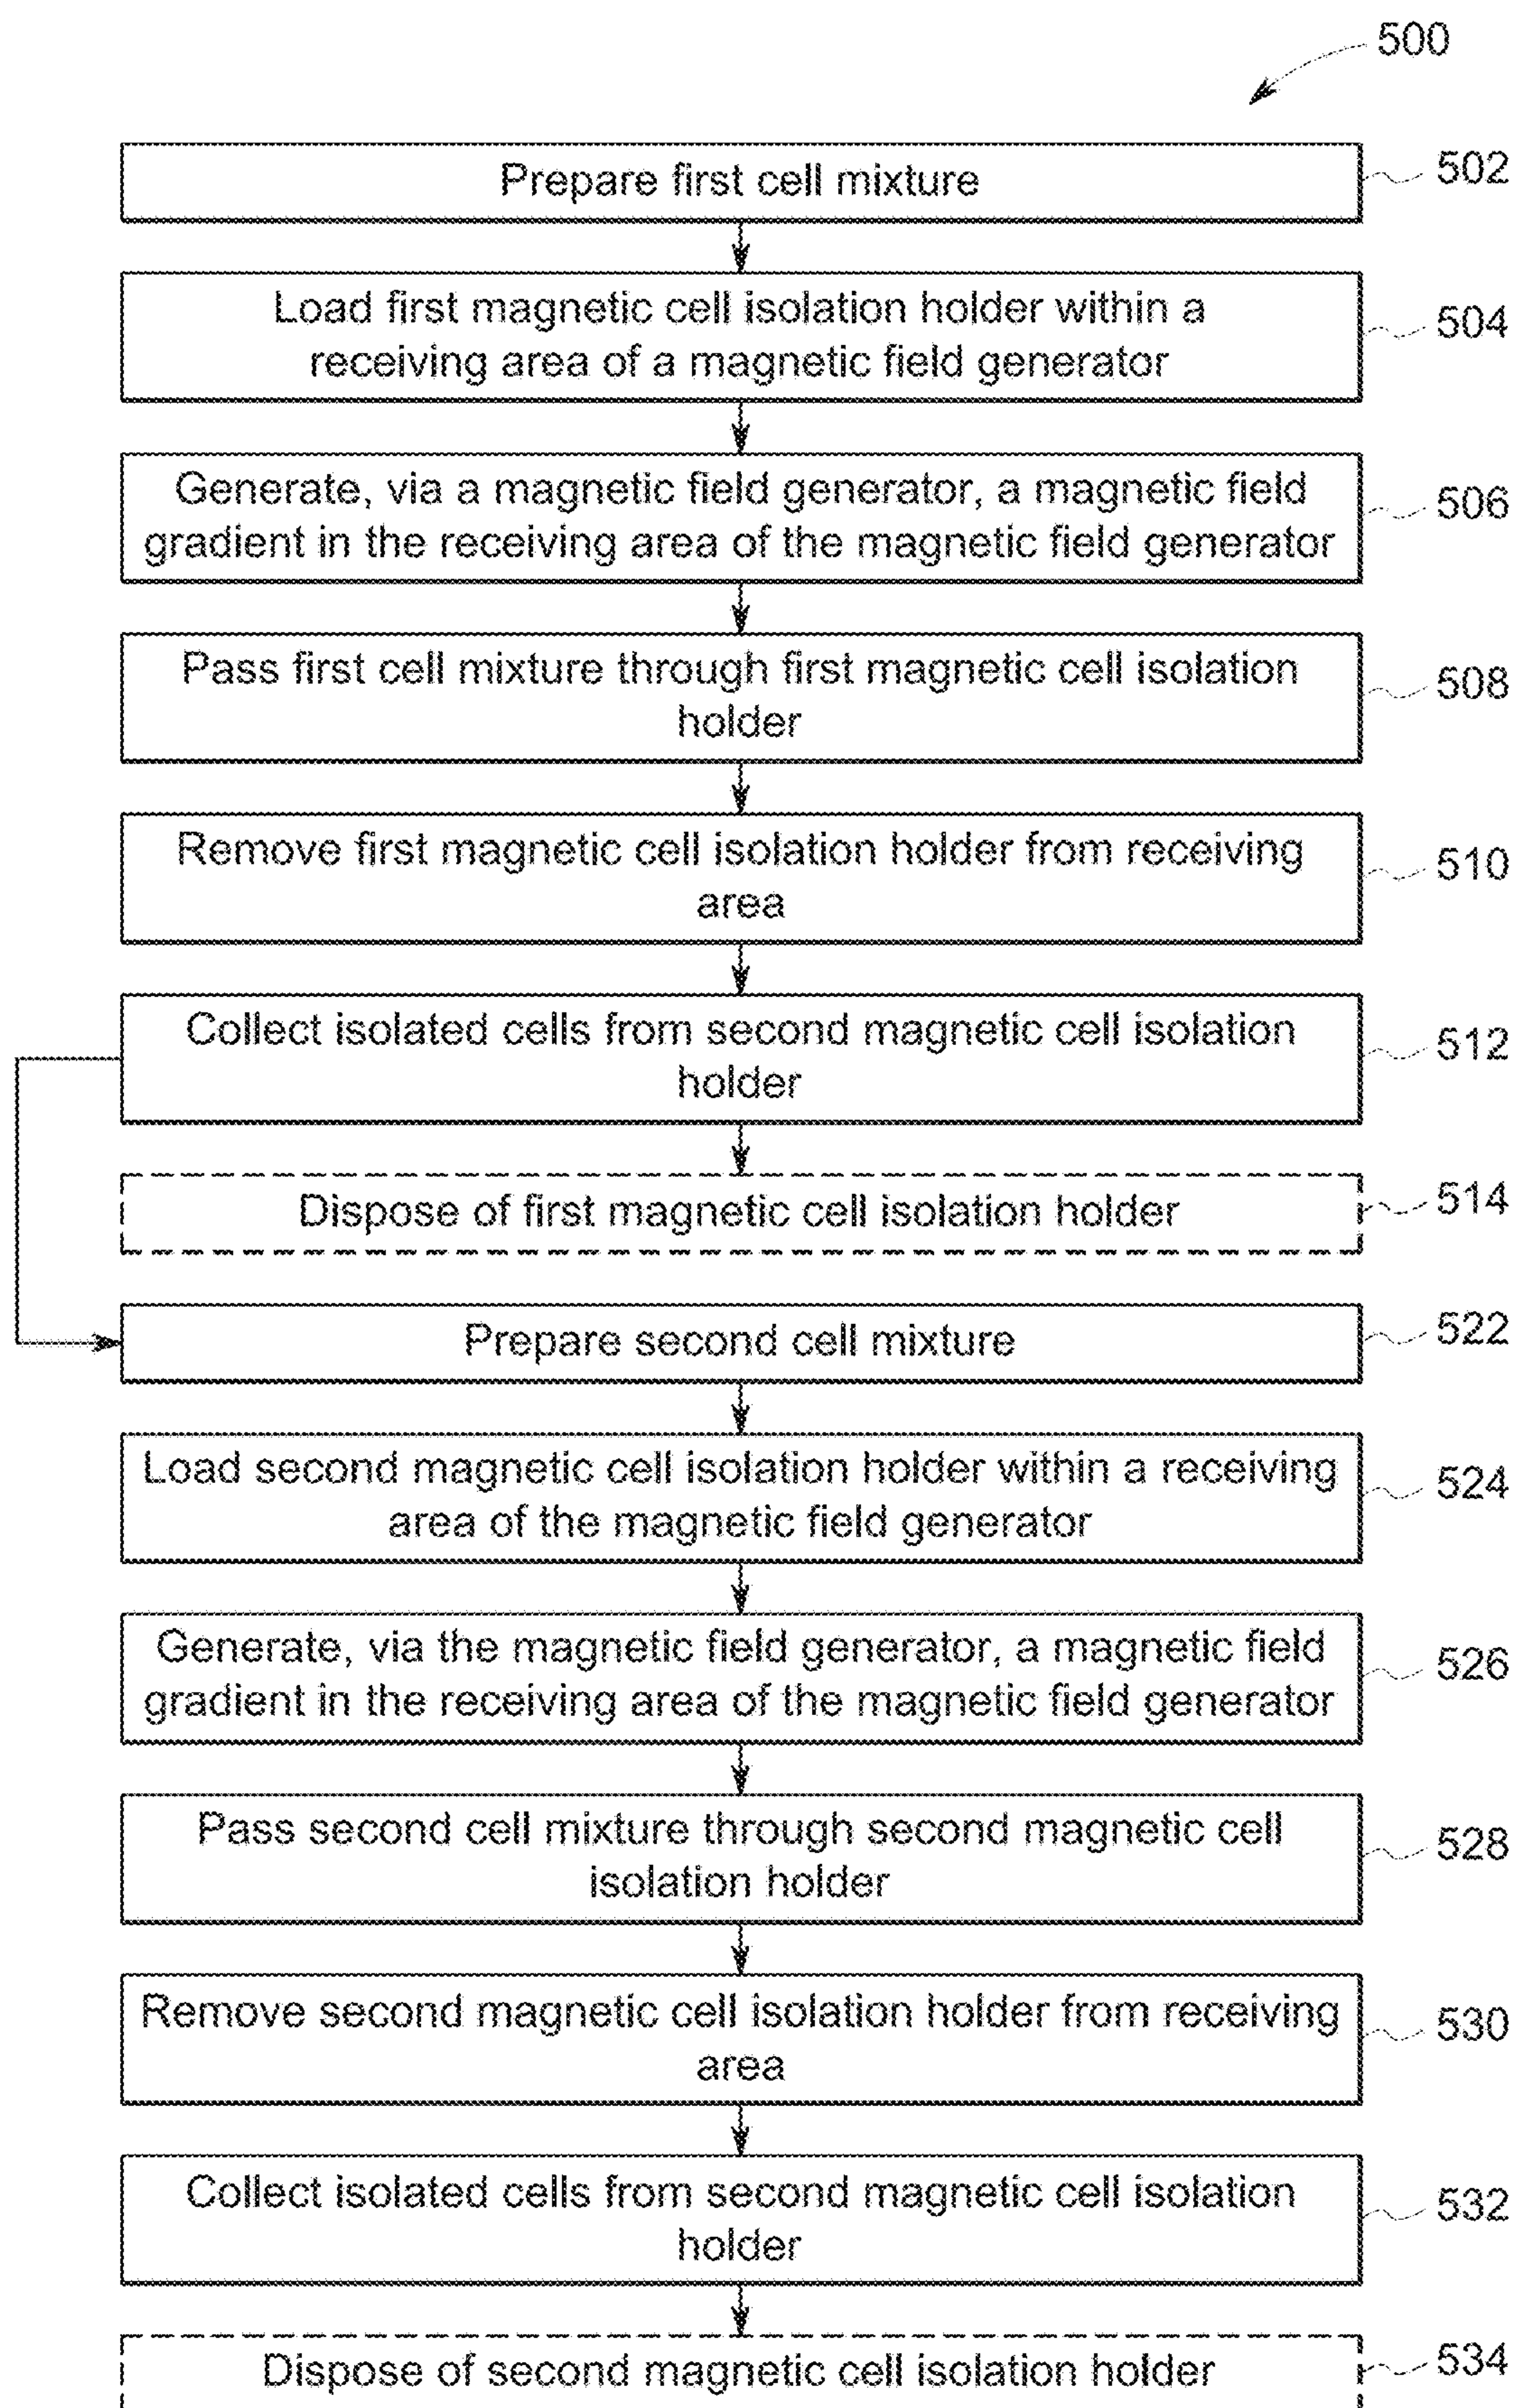 500
Prepare first cell mixture
502
Load first magnetic cell isolation holder within a
receiving area of a magnetic field generator
504
Generate, via a magnetic field generator, a magnetic field
gradient in the receiving area of the magnetic field generator
506
Pass first cell mixture through first magnetic cell isolation
holder
508
Remove first magnetic cell isolation holder from receiving
area
510
Collect isolated cells from second magnetic cell isolation
holder
512
Dispose of first magnetic cell isolation holder
514
Prepare second cell mixture
522
Load second magnetic cell isolation holder within a receiving
area of the magnetic field generator
524
Generate, via the magnetic field generator, a magnetic field
gradient in the receiving area of the magnetic field generator
526
Pass second cell mixture through second magnetic cell
isolation holder
528
Remove second magnetic cell isolation holder from receiving
area
530
Collect isolated cells from second magnetic cell isolation
holder
532
Dispose of second magnetic cell isolation holder
534